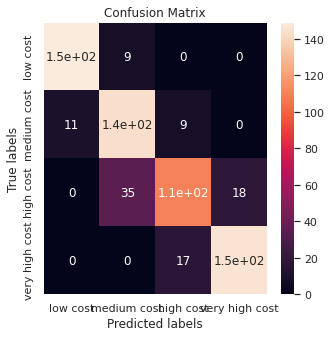 Confusion Matrix
140
120
100
80
60
40
20
0
True labels
low cost
medium cost
high cost
very high cost
1.5e+02 9 0 0
11 1.4e+02 9 0
0 35 1.1e+02 18
0 0 17 1.5e+02
low cost medium cost high cost very high cost
Predicted labels